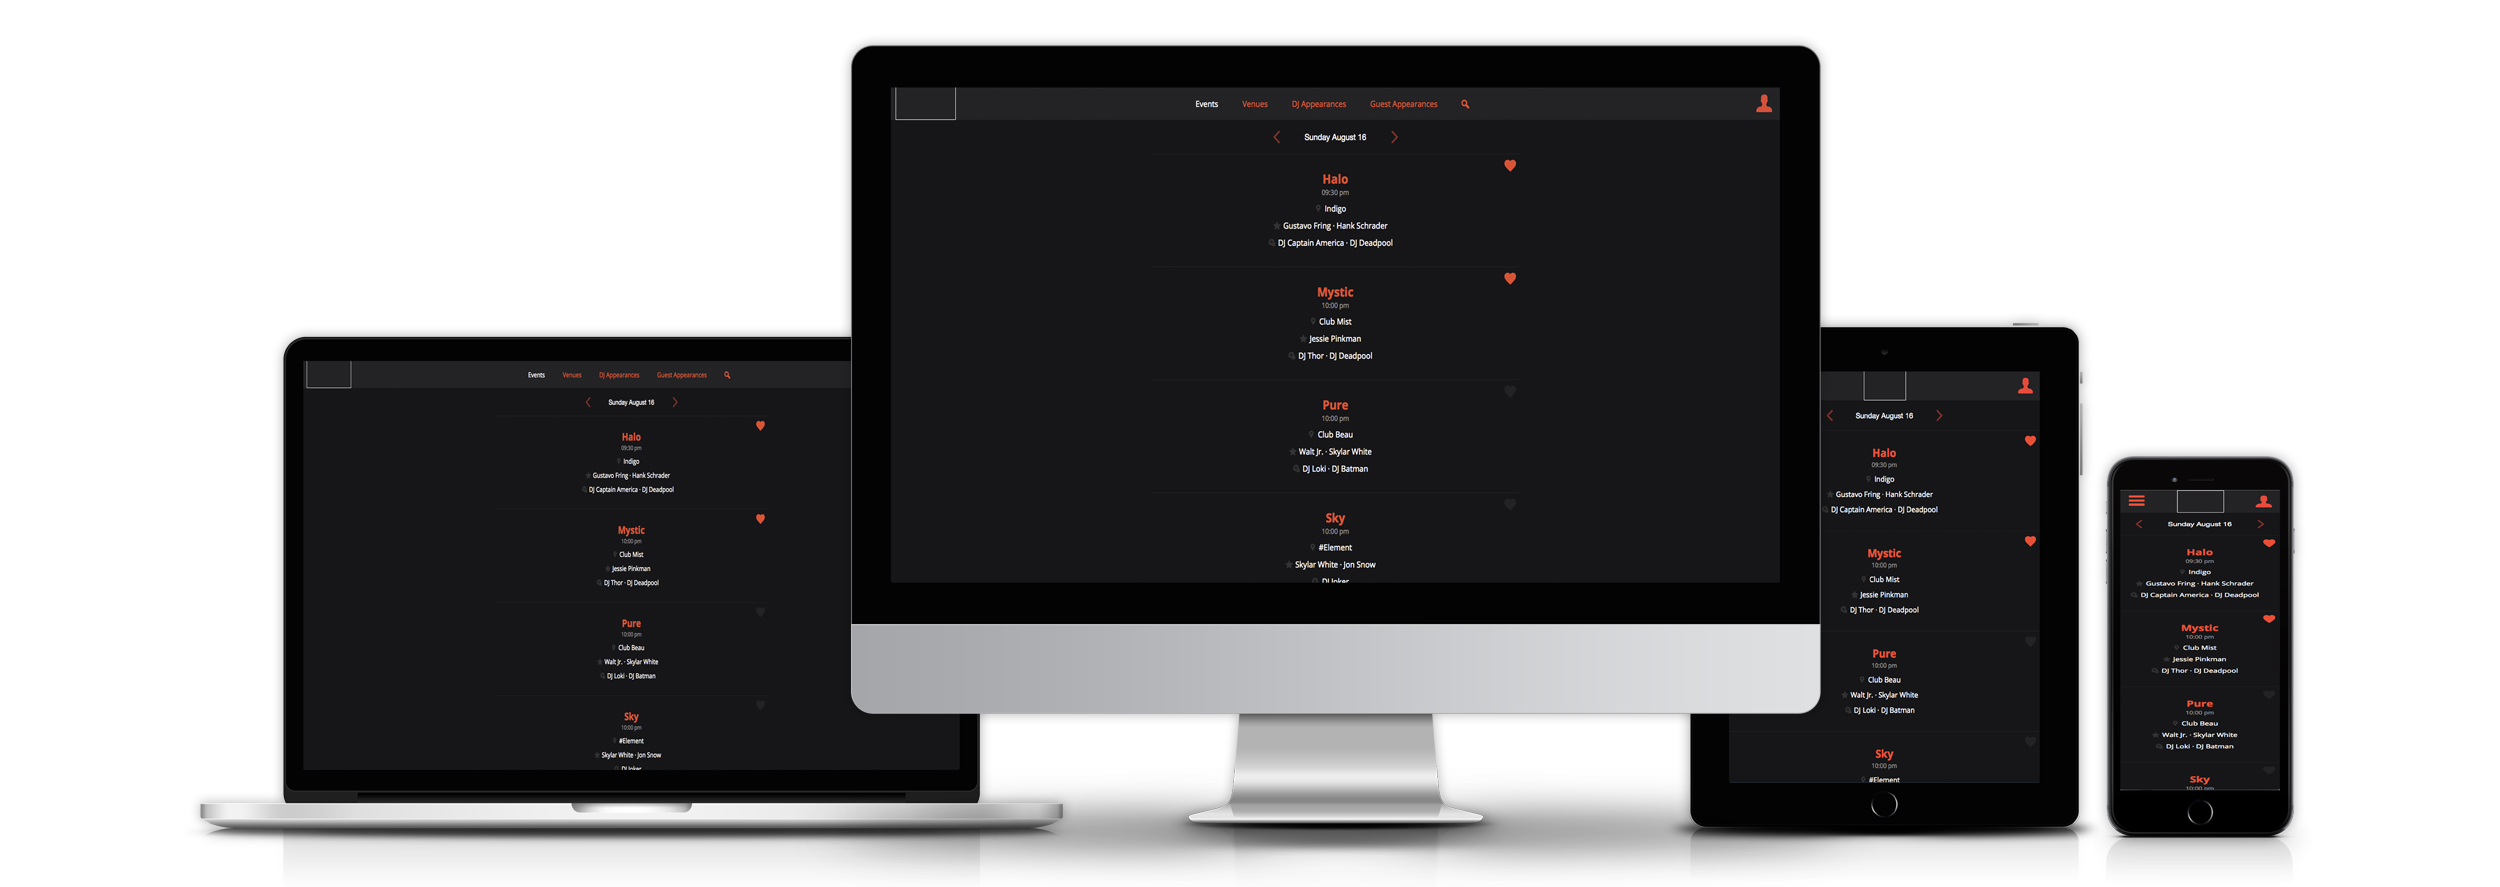 Events Venues DJ Appearances Guest Appearances
Sunday August 16
Halo
09:30 pm
Indigo
Gustavo Fring · Hank Schrader
DJ Captain America · DJ Deadpool
Mystic
10:00 pm
Club Mist
Jessie Pinkman
DJ Thor · DJ Deadpool
Pure
10:00 pm
Club Beau
Walt Jr. · Skylar White
DJ Loki · DJ Batman
Sky
10:00 pm
#Element
Skylar White · Jon Snow
DJ Joker
Events Venues DJ Appearances Guest Appearances
Sunday August 16
Halo
09:30 pm
Indigo
Gustavo Fring · Hank Schrader
DJ Captain America · DJ Deadpool
Mystic
10:00 pm
Club Mist
Jessie Pinkman
DJ Thor · DJ Deadpool
Pure
10:00 pm
Club Beau
Walt Jr. · Skylar White
DJ Loki · DJ Batman
Sky
10:00 pm
#Element
Skylar White · Jon Snow
DJ Joker
Sunday August 16
Halo
09:30 pm
Indigo
Gustavo Fring · Hank Schrader
DJ Captain America · DJ Deadpool
Mystic
10:00 pm
Club Mist
Jessie Pinkman
DJ Thor · DJ Deadpool
Pure
10:00 pm
Club Beau
Walt Jr. · Skylar White
DJ Loki · DJ Batman
Sky
10:00 pm
#Element
Sunday August 16
Halo
09:30 pm
Indigo
Gustavo Fring · Hank Schrader
DJ Captain America · DJ Deadpool
Mystic
10:00 pm
Club Mist
Jessie Pinkman
DJ Thor · DJ Deadpool
Pure
10:00 pm
Club Beau
Walt Jr. · Skylar White
DJ Loki · DJ Batman
Sky
10:00 pm